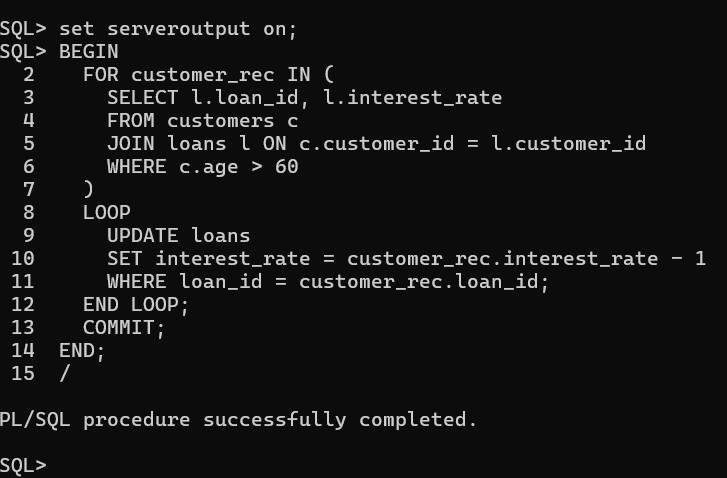 SQL> set serveroutput on;
SQL> BEGIN
  2    FOR customer_rec IN (
  3      SELECT l.loan_id, l.interest_rate
  4      FROM customers c
  5      JOIN loans l ON c.customer_id = l.customer_id
  6      WHERE c.age > 60
  7    )
  8    LOOP
  9      UPDATE loans
 10      SET interest_rate = customer_rec.interest_rate - 1
 11      WHERE loan_id = customer_rec.loan_id;
 12    END LOOP;
 13    COMMIT;
 14  END;
 15  /
PL/SQL procedure successfully completed.
SQL>